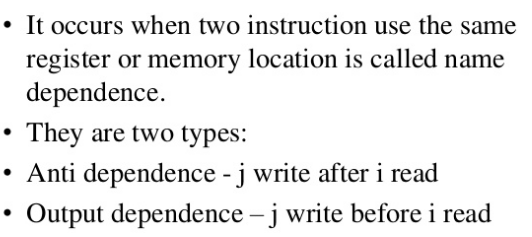 • It occurs when two instruction use the same
register or memory location is called name
dependence.
• They are two types:
• Anti dependence - j write after i read
• Output dependence – j write before i read